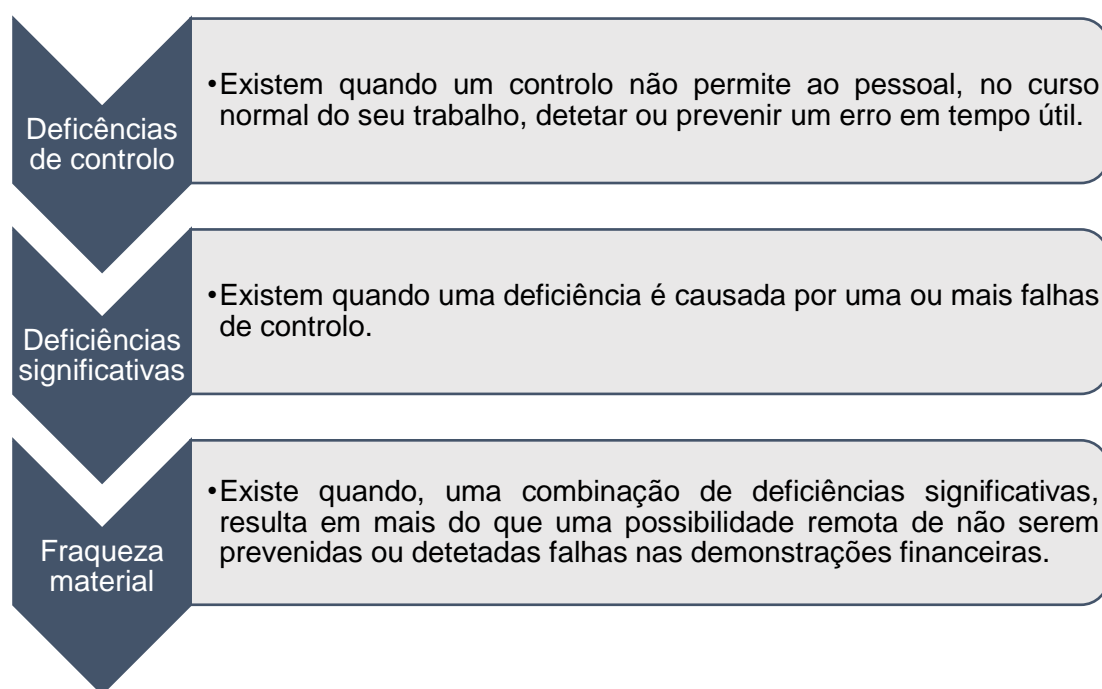 Deficências
de controlo
•Existem quando um controlo não permite ao pessoal, no curso
normal do seu trabalho, detetar ou prevenir um erro em tempo útil.
Deficiências
significativas
•Existem quando uma deficiência é causada por uma ou mais falhas
de controlo.
Fraqueza
material
•Existe quando, uma combinação de deficiências significativas,
resulta em mais do que uma possibilidade remota de não serem
prevenidas ou detetadas falhas nas demonstrações financeiras.